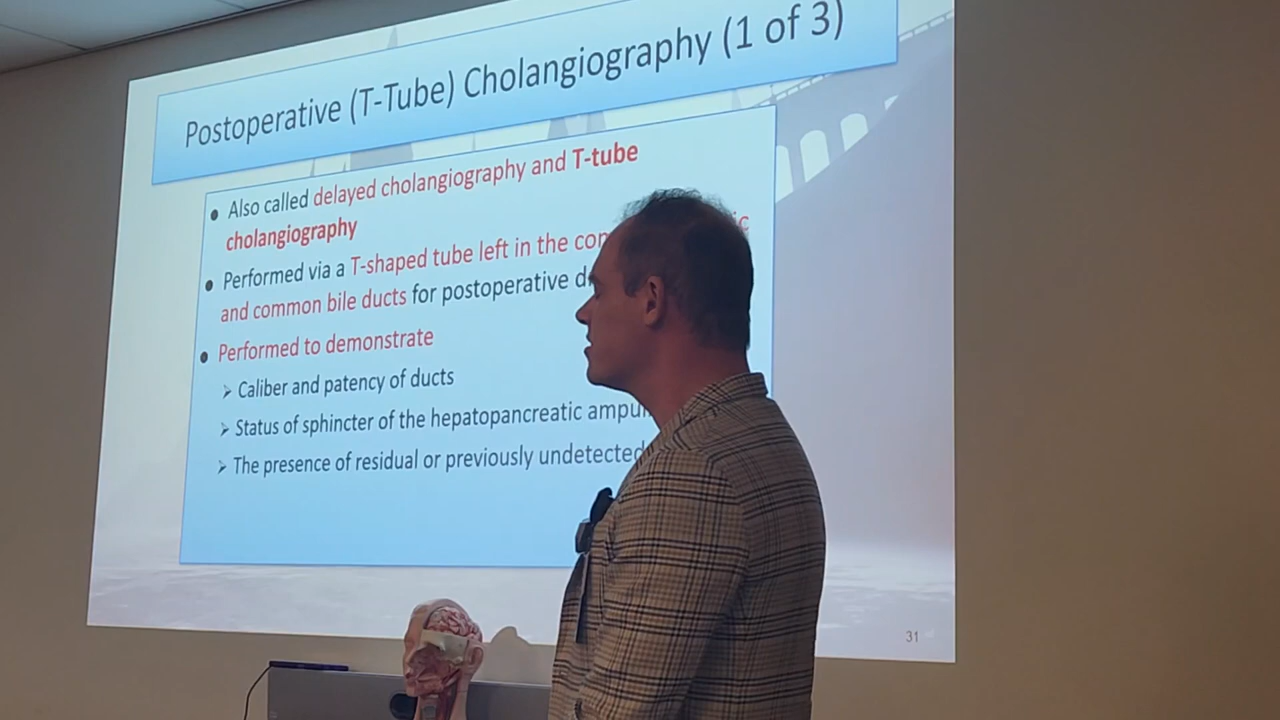 Postoperative (T-Tube) Cholangiography (1 of 3)
• Also called delayed cholangiography and T-tube
cholangiography
• Performed via a T-shaped tube left in the
and common bile ducts for postoperative
• Performed to demonstrate
➢ Caliber and patency of ducts
➢ Status of sphincter of the hepatopancreatic
➢ The presence of residual or previously undetected
31